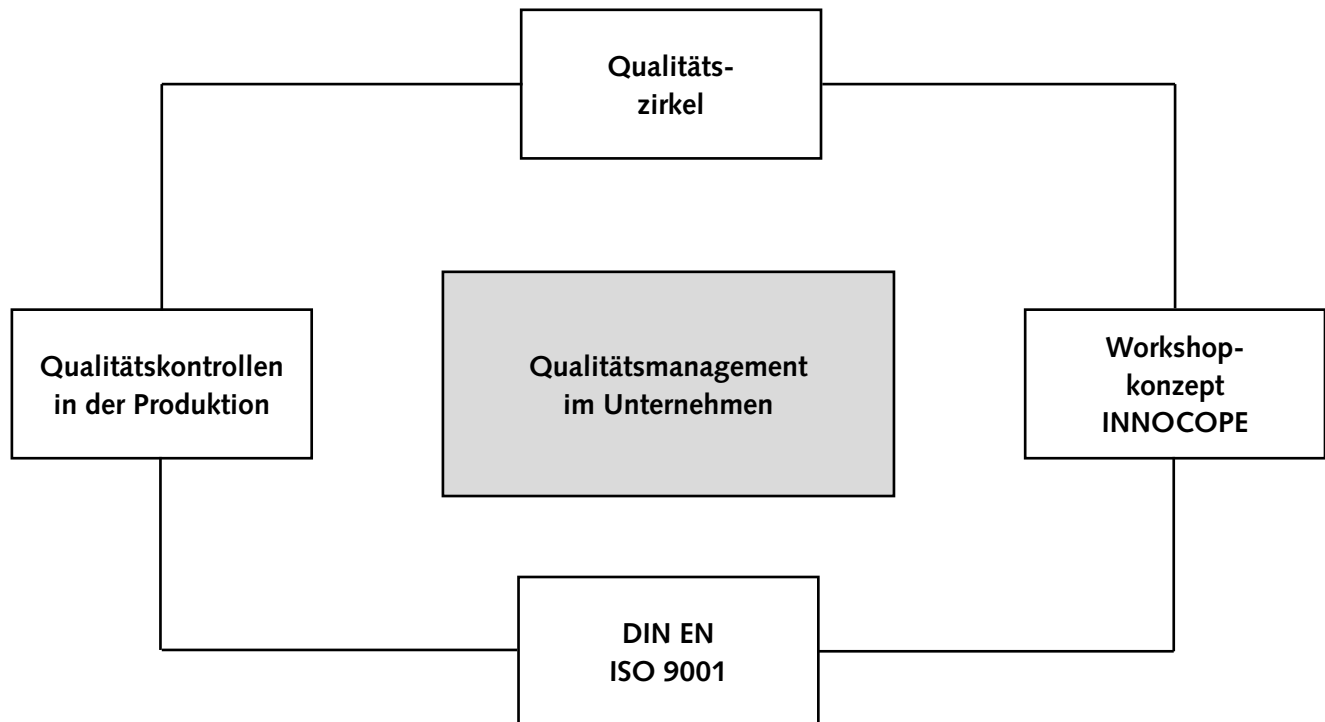 Qualitäts-
zirkel
Qualitätskontrollen
in der Produktion
Qualitätsmanagement
im Unternehmen
Workshop-
konzept
INNOCOPE
DIN EN
ISO 9001